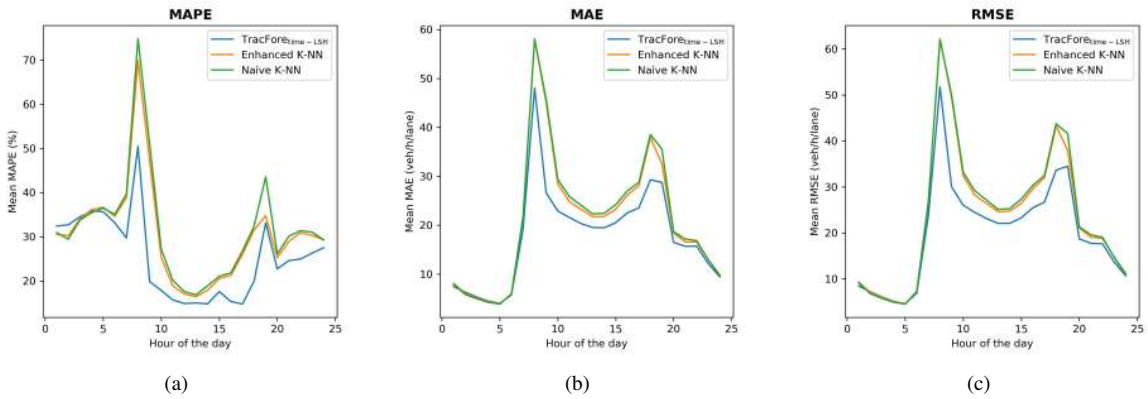 MAPE
TracFore_time−LSH
Enhanced K-NN
Naive K-NN
70
60
50
40
30
20
Mean MAPE (%)
0 5 10 15 20 25
Hour of the day
(a)
MAE
TracFore_time−LSH
Enhanced K-NN
Naive K-NN
60
50
40
30
20
10
Mean MAE (veh/h/lane)
0 5 10 15 20 25
Hour of the day
(b)
RMSE
TracFore_time−LSH
Enhanced K-NN
Naive K-NN
60
50
40
30
20
10
Mean RMSE (veh/h/lane)
0 5 10 15 20 25
Hour of the day
(c)